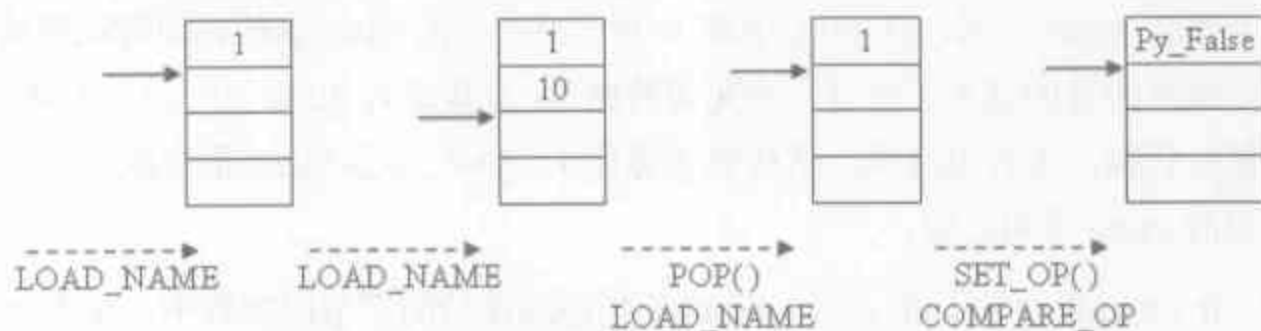 1
1
10
1
Py_False
LOAD_NAME
LOAD_NAME
POP()
LOAD_NAME
SET_OP()
COMPARE_OP